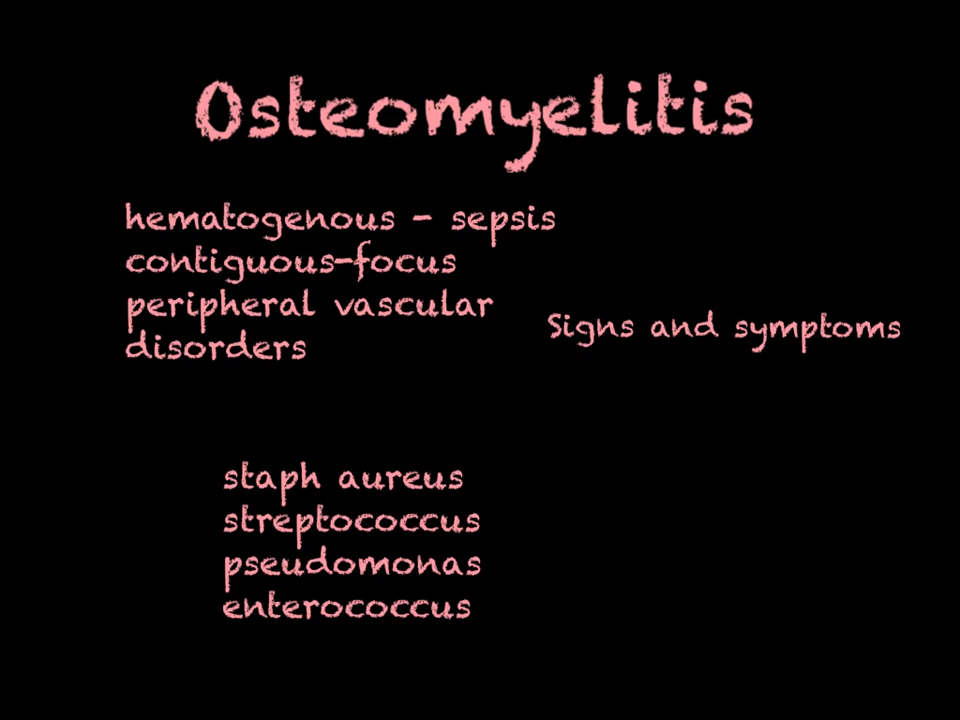 Osteomyelitis
hematogenous - sepsis
contiguous-focus
peripheral vascular
disorders
Signs and symptoms
staph aureus
streptococcus
pseudomonas
enterococcus